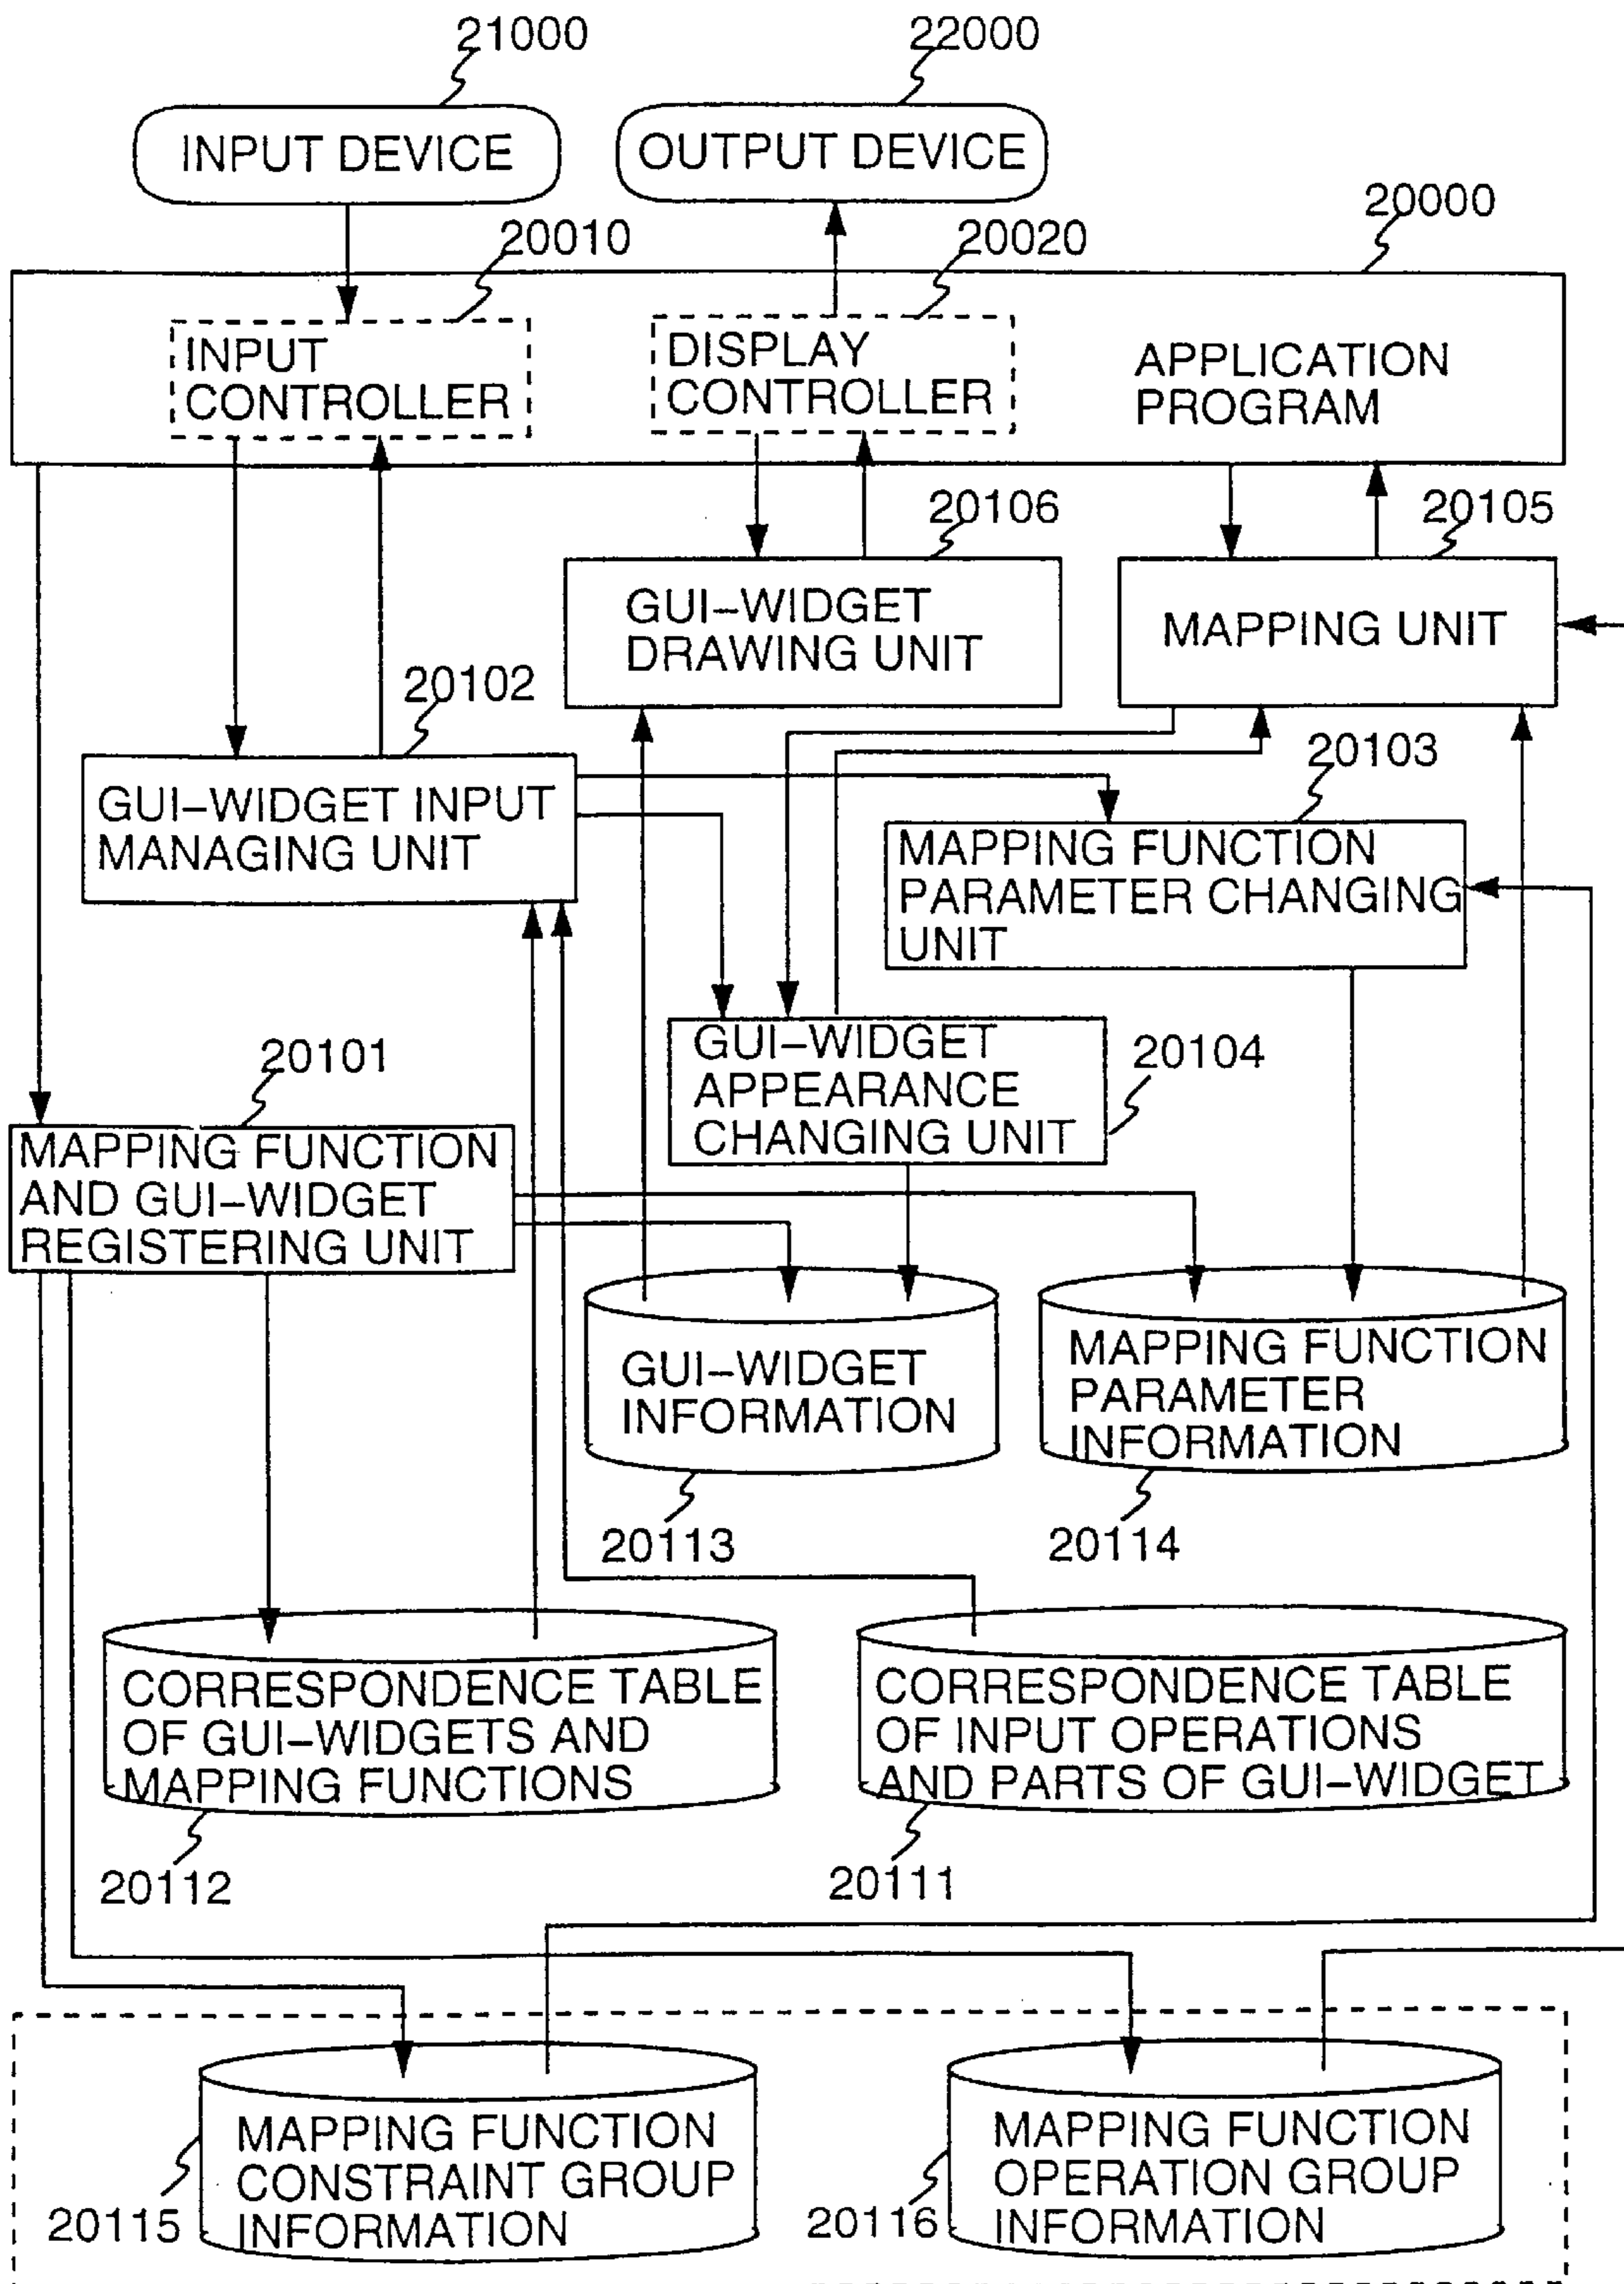 21000
22000
INPUT DEVICE
OUTPUT DEVICE
20000
20010
20020
INPUT
CONTROLLER
DISPLAY
CONTROLLER
APPLICATION
PROGRAM
20106
20105
GUI–WIDGET
DRAWING UNIT
MAPPING UNIT
20102
20103
GUI–WIDGET INPUT
MANAGING UNIT
MAPPING FUNCTION
PARAMETER CHANGING
UNIT
20101
GUI–WIDGET
APPEARANCE
CHANGING UNIT
20104
MAPPING FUNCTION
AND GUI–WIDGET
REGISTERING UNIT
GUI–WIDGET
INFORMATION
MAPPING FUNCTION
PARAMETER
INFORMATION
20113
20114
CORRESPONDENCE TABLE
OF GUI–WIDGETS AND
MAPPING FUNCTIONS
CORRESPONDENCE TABLE
OF INPUT OPERATIONS
AND PARTS OF GUI–WIDGET
20112
20111
MAPPING FUNCTION
CONSTRAINT GROUP
INFORMATION
20115
MAPPING FUNCTION
OPERATION GROUP
INFORMATION
20116